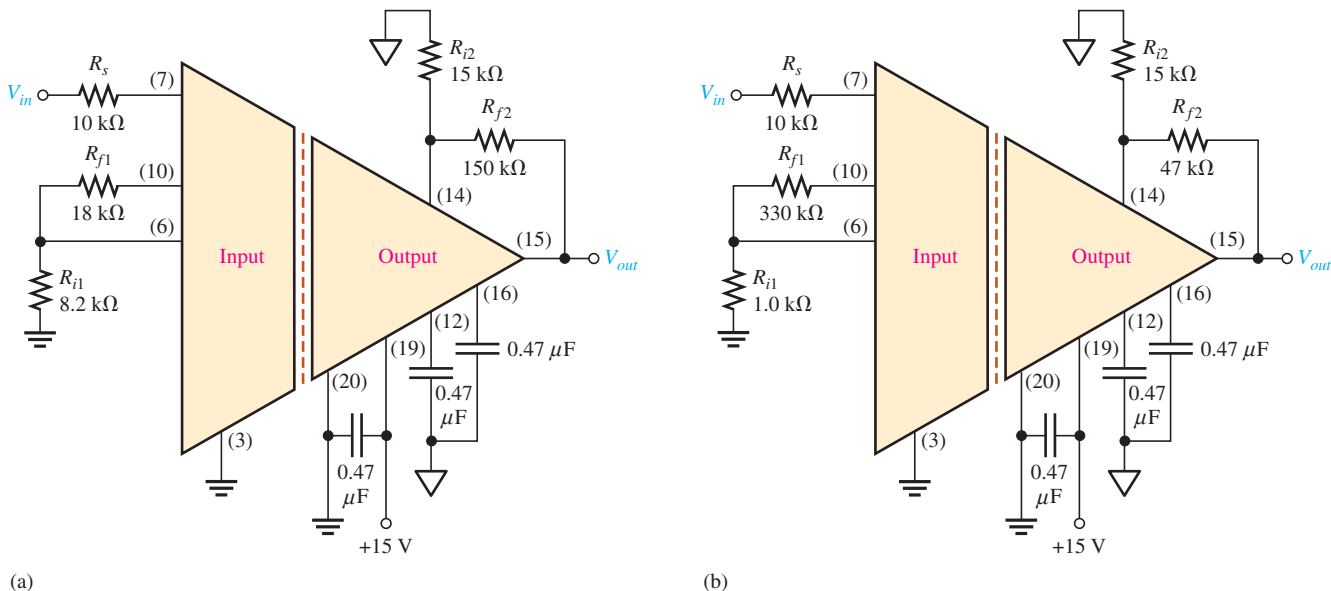 R_i2
15 kΩ
R_s
(7)
V_in
10 kΩ
R_f2
R_f1
(10)
150 kΩ
18 kΩ
(14)
(6)
(15)
Input
Output
V_out
R_i1
8.2 kΩ
(16)
(12)
(19)
0.47 μF
(20)
0.47
μF
(3)
0.47
μF
+15 V
(a)
R_i2
15 kΩ
R_s
(7)
V_in
10 kΩ
R_f2
R_f1
(10)
47 kΩ
330 kΩ
(14)
(6)
(15)
Input
Output
V_out
R_i1
1.0 kΩ
(16)
(12)
(19)
0.47 μF
(20)
0.47
μF
(3)
0.47
μF
+15 V
(b)